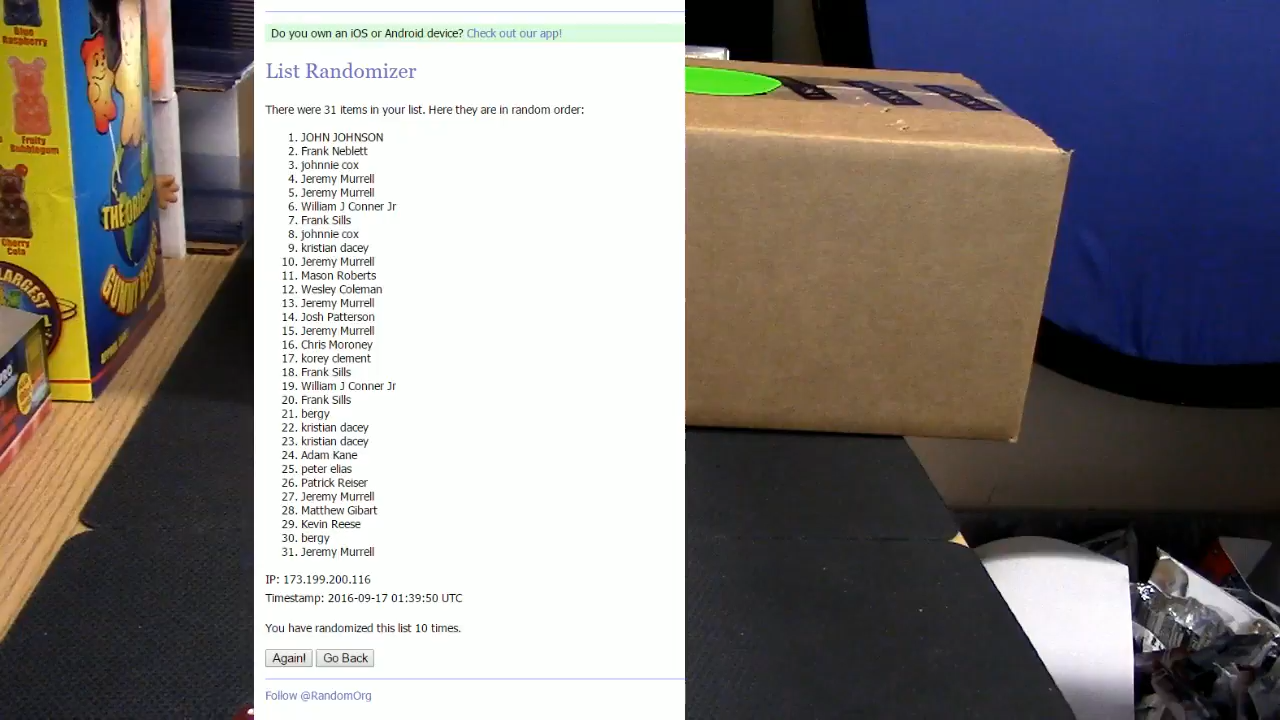 Blue
Raspberry
Fruity
Bubblegum
Cherry
Cola
LARGEST
PRO
THE ORIG
GUMMI BEA
Do you own an iOS or Android device? Check out our app!
List Randomizer
There were 31 items in your list. Here they are in random order:
1. JOHN JOHNSON
2. Frank Neblett
3. johnnie cox
4. Jeremy Murrell
5. Jeremy Murrell
6. William J Conner Jr
7. Frank Sills
8. johnnie cox
9. kristian dacey
10. Jeremy Murrell
11. Mason Roberts
12. Wesley Coleman
13. Jeremy Murrell
14. Josh Patterson
15. Jeremy Murrell
16. Chris Moroney
17. korey clement
18. Frank Sills
19. William J Conner Jr
20. Frank Sills
21. bergy
22. kristian dacey
23. kristian dacey
24. Adam Kane
25. peter elias
26. Patrick Reiser
27. Jeremy Murrell
28. Matthew Gibart
29. Kevin Reese
30. bergy
31. Jeremy Murrell
IP: 173.199.200.116
Timestamp: 2016-09-17 01:39:50 UTC
You have randomized this list 10 times.
Again! Go Back
Follow @RandomOrg